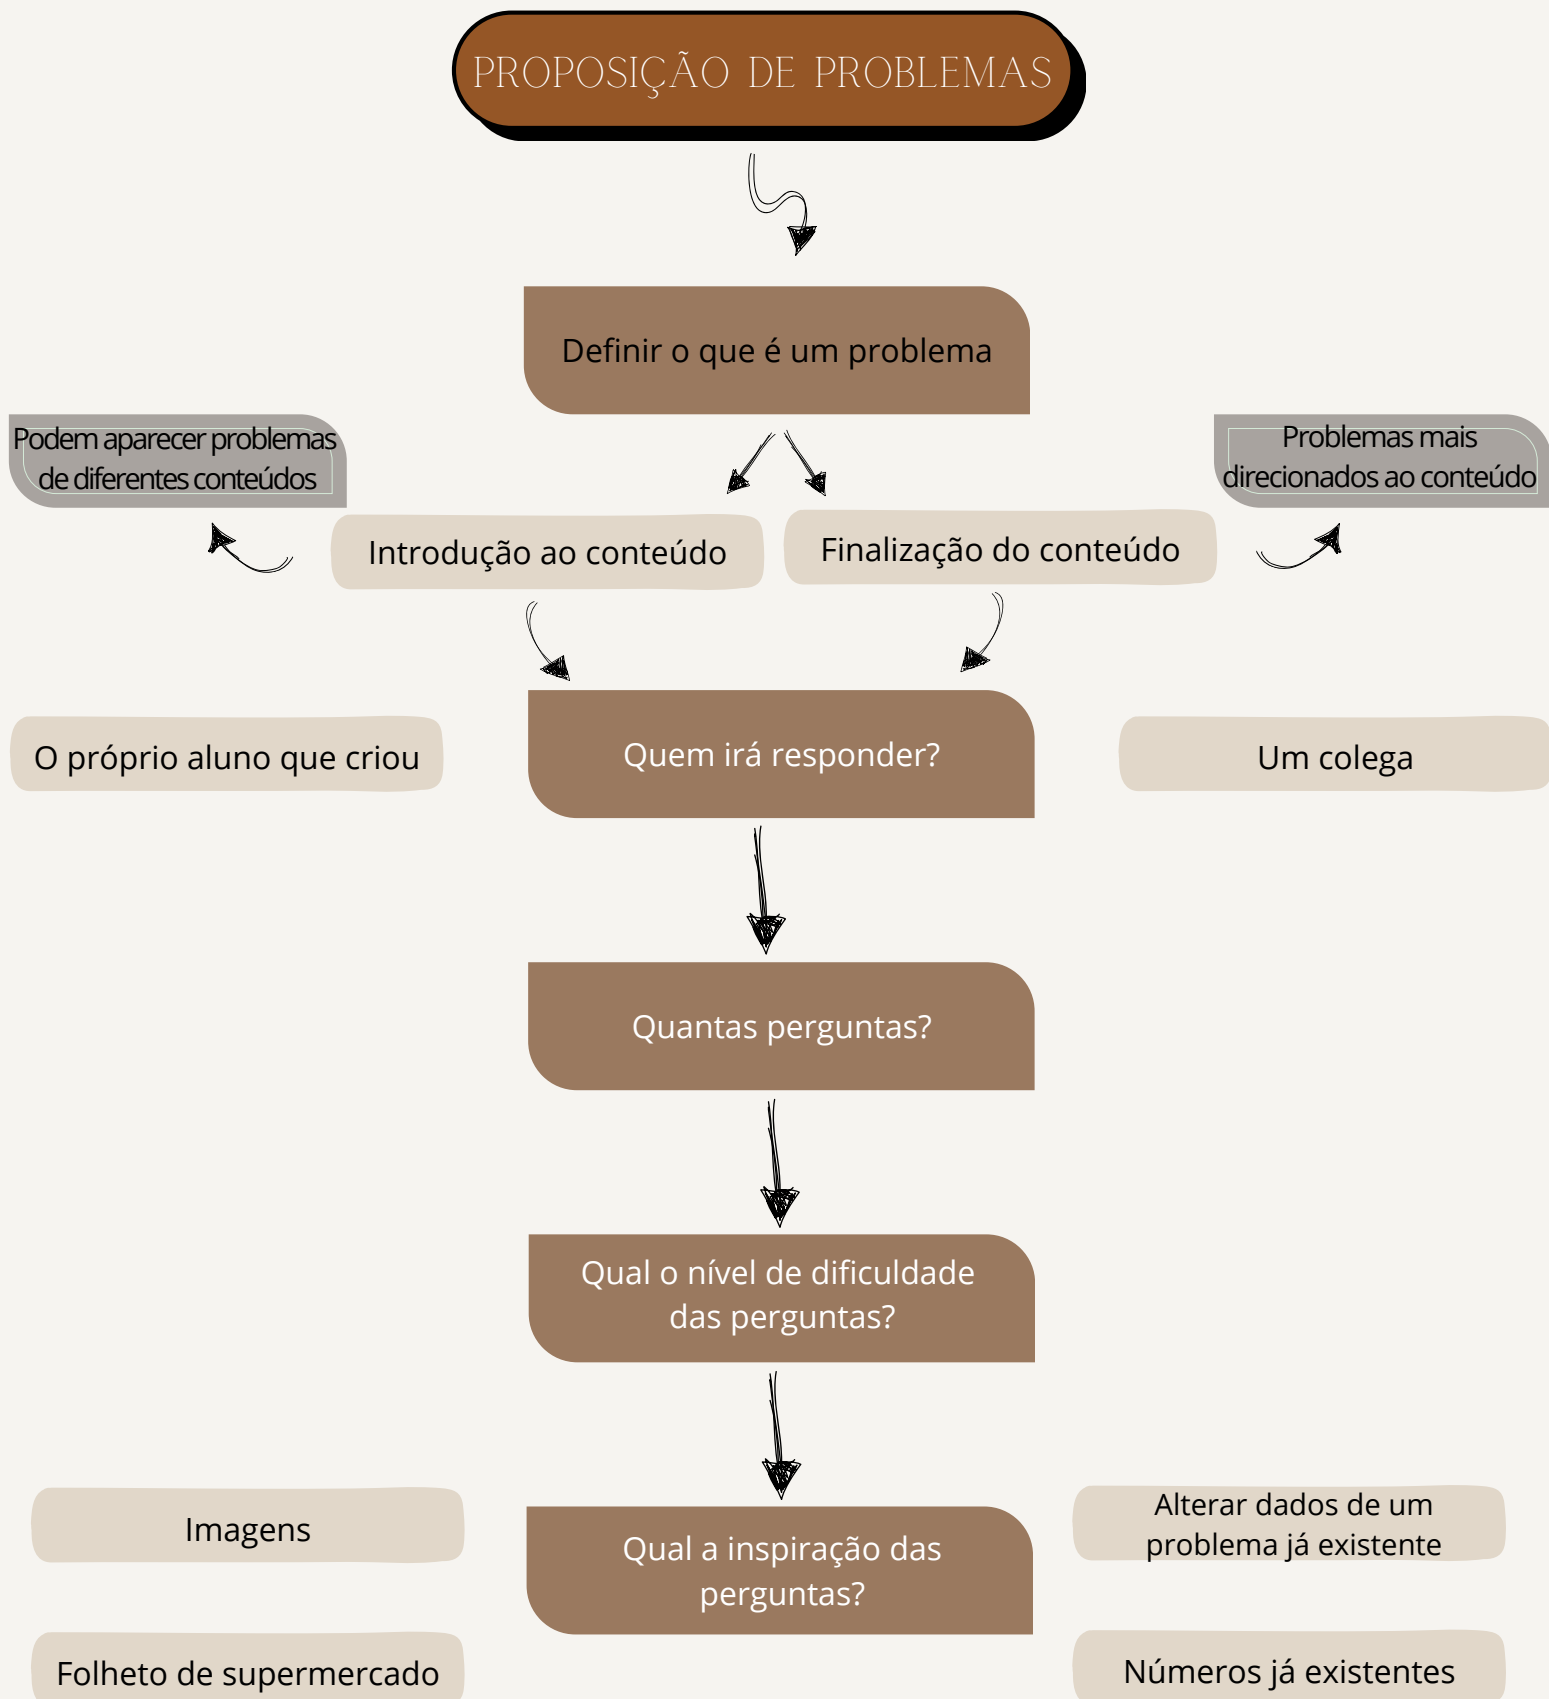 PROPOSIÇÃO DE PROBLEMAS
Definir o que é um problema
Podem aparecer problemas
de diferentes conteúdos
Problemas mais
direcionados ao conteúdo
Introdução ao conteúdo
Finalização do conteúdo
O próprio aluno que criou
Quem irá responder?
Um colega
Quantas perguntas?
Qual o nível de dificuldade
das perguntas?
Imagens
Qual a inspiração das
perguntas?
Alterar dados de um
problema já existente
Folheto de supermercado
Números já existentes